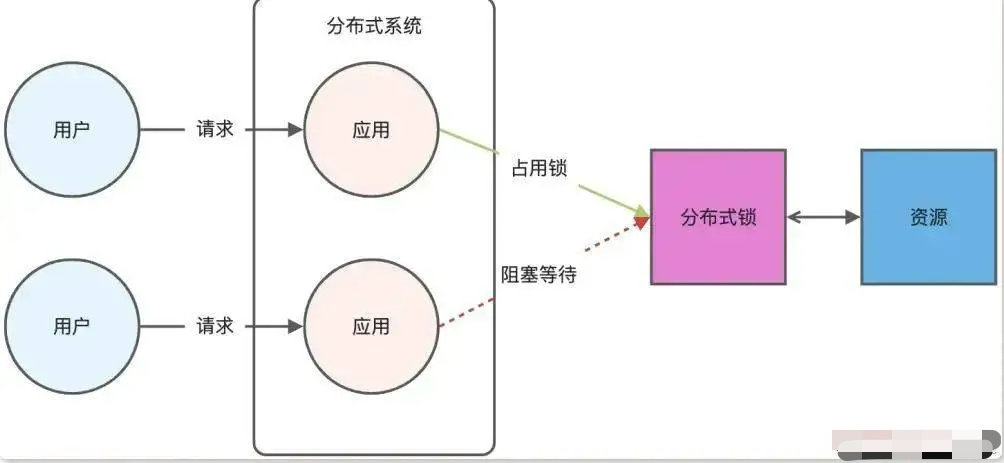 分布式系统
用户
请求
应用
占用锁
分布式锁
资源
阻塞等待
用户
请求
应用